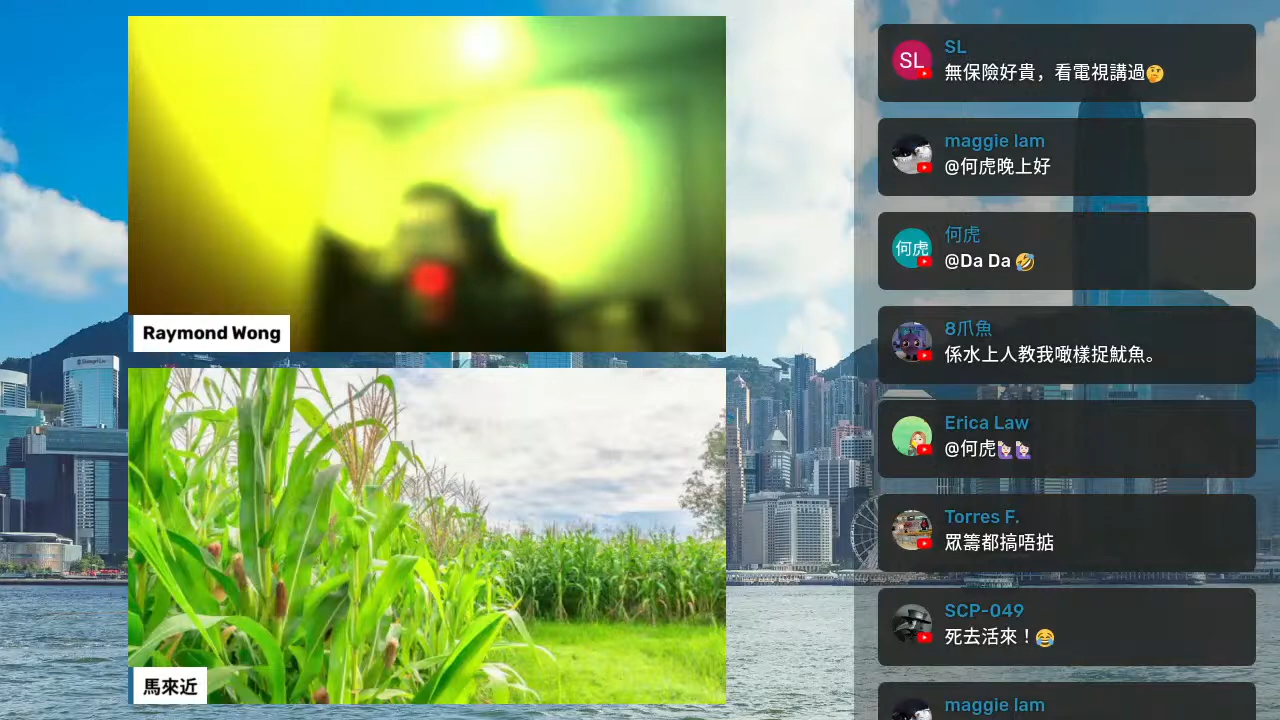 Raymond Wong
馬來近
SL
SL
無保險好貴，看電視講過🤔
maggie lam
@何虎晚上好
何虎
何虎
@Da Da 🤣
8爪魚
係水上人教我噉樣捉魷魚。
Erica Law
@何虎🙋🏻‍♀️🙋🏻‍♀️
Torres F.
眾籌都搞唔掂
SCP-049
死去活來！😂
maggie lam